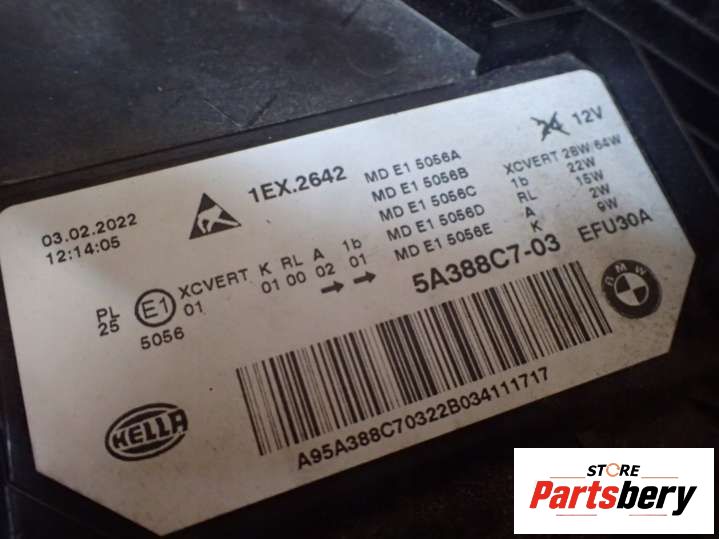 03.02.2022
12:14:05
1EX.2642
MD E1 5056A
MD E1 5056B
MD E1 5056C
MD E1 5056D
MD E1 5056E
12V
XCVERT 28W/64W
1b 22W
RL 15W
A 2W
K 9W
5A388C7-03 EFU30A
BMW
PL
25
E1
5056
XCVERT K RL A 1b
01 01 00 02 01
HELLA
A95A388C70322B034111717
STORE
Partsbery